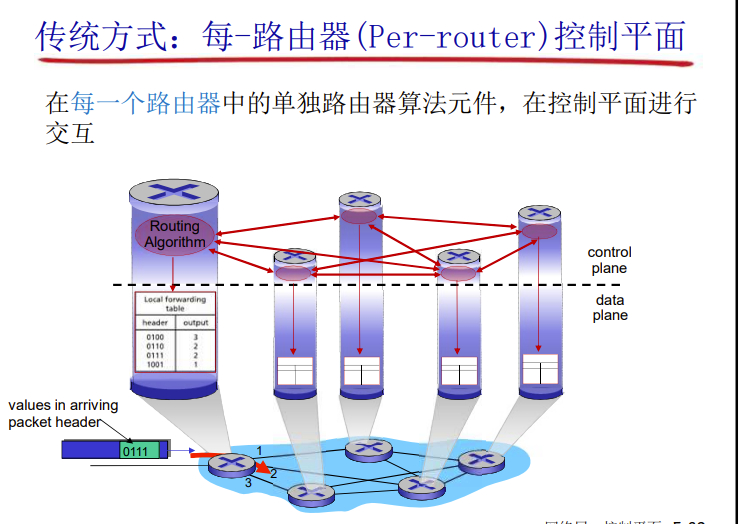 传统方式：每-路由器(Per-router)控制平面
在每一个路由器中的单独路由器算法元件，在控制平面进行
交互
Routing
Algorithm
control
plane
data
plane
Local forwarding
table
header output
0100 3
0110 2
0111 2
1001 1
values in arriving
packet header
0111
1
2
3